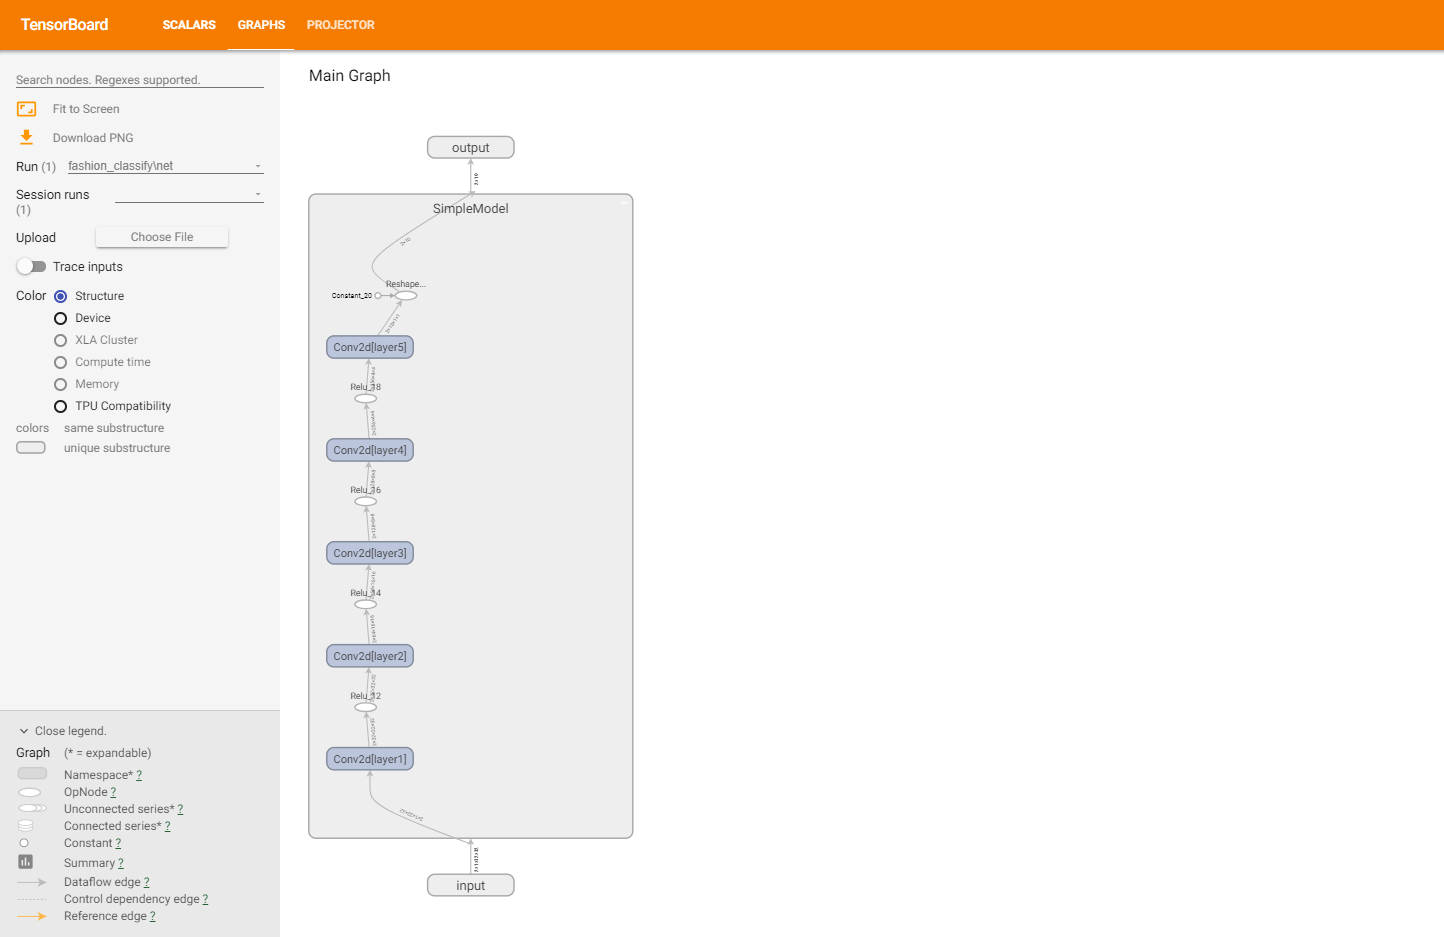 TensorBoard SCALARS GRAPHS PROJECTOR
Search nodes. Regexes supported.
Fit to Screen
Download PNG
Run (1) fashion_classify\net
Session runs
(1)
Upload Choose File
Trace inputs
Color Structure
Device
XLA Cluster
Compute time
Memory
TPU Compatibility
colors same substructure
unique substructure
Close legend.
Graph (* = expandable)
Namespace* ?
OpNode ?
Unconnected series* ?
Connected series* ?
Constant ?
Summary ?
Dataflow edge ?
Control dependency edge ?
Reference edge ?
Main Graph
output
SimpleModel
Reshape...
Constant_20
Conv2d[layer5]
Relu_18
Conv2d[layer4]
Relu_16
Conv2d[layer3]
Relu_14
Conv2d[layer2]
Relu_12
Conv2d[layer1]
input